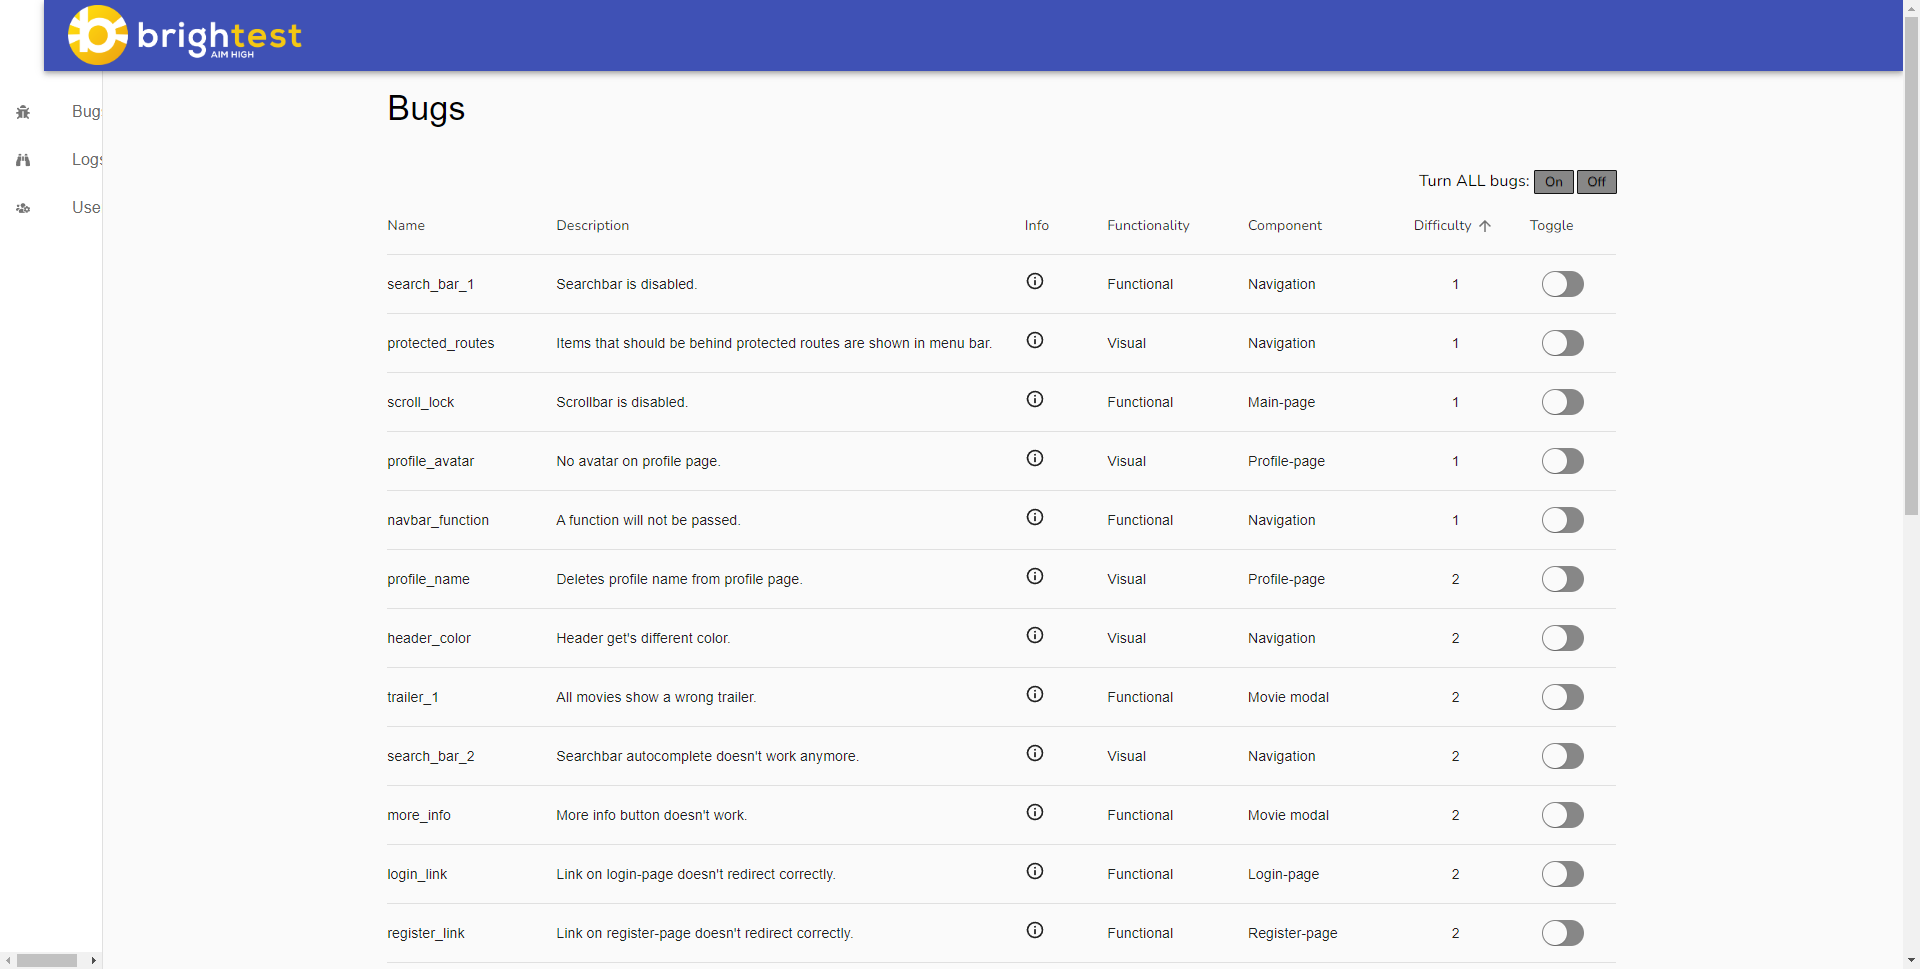 brightest
AIM HIGH
Bug
Logs
Use
Bugs
Turn ALL bugs: On Off
Name Description Info Functionality Component Difficulty Toggle
search_bar_1 Searchbar is disabled. Functional Navigation 1
protected_routes Items that should be behind protected routes are shown in menu bar. Visual Navigation 1
scroll_lock Scrollbar is disabled. Functional Main-page 1
profile_avatar No avatar on profile page. Visual Profile-page 1
navbar_function A function will not be passed. Functional Navigation 1
profile_name Deletes profile name from profile page. Visual Profile-page 2
header_color Header get's different color. Visual Navigation 2
trailer_1 All movies show a wrong trailer. Functional Movie modal 2
search_bar_2 Searchbar autocomplete doesn't work anymore. Visual Navigation 2
more_info More info button doesn't work. Functional Movie modal 2
login_link Link on login-page doesn't redirect correctly. Functional Login-page 2
register_link Link on register-page doesn't redirect correctly. Functional Register-page 2